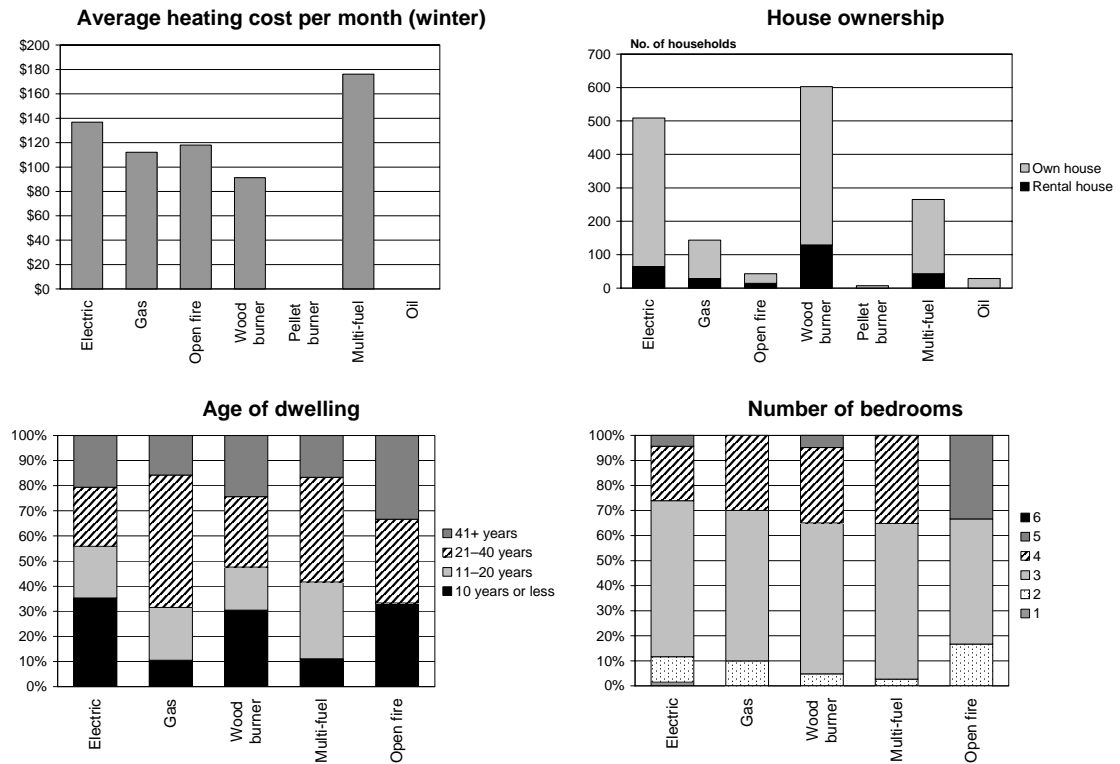 Average heating cost per month (winter)
$200
$180
$160
$140
$120
$100
$80
$60
$40
$20
$0
Electric
Gas
Open fire
Wood
burner
Pellet
burner
Multi-fuel
Oil
House ownership
No. of households
700
600
500
400
300
200
100
0
Electric
Gas
Open fire
Wood
burner
Pellet
burner
Multi-fuel
Oil
Own house
Rental house
Age of dwelling
100%
90%
80%
70%
60%
50%
40%
30%
20%
10%
0%
Electric
Gas
Wood
burner
Multi-fuel
Open fire
41+ years
21–40 years
11–20 years
10 years or less
Number of bedrooms
100%
90%
80%
70%
60%
50%
40%
30%
20%
10%
0%
Electric
Gas
Wood
burner
Multi-fuel
Open fire
6
5
4
3
2
1